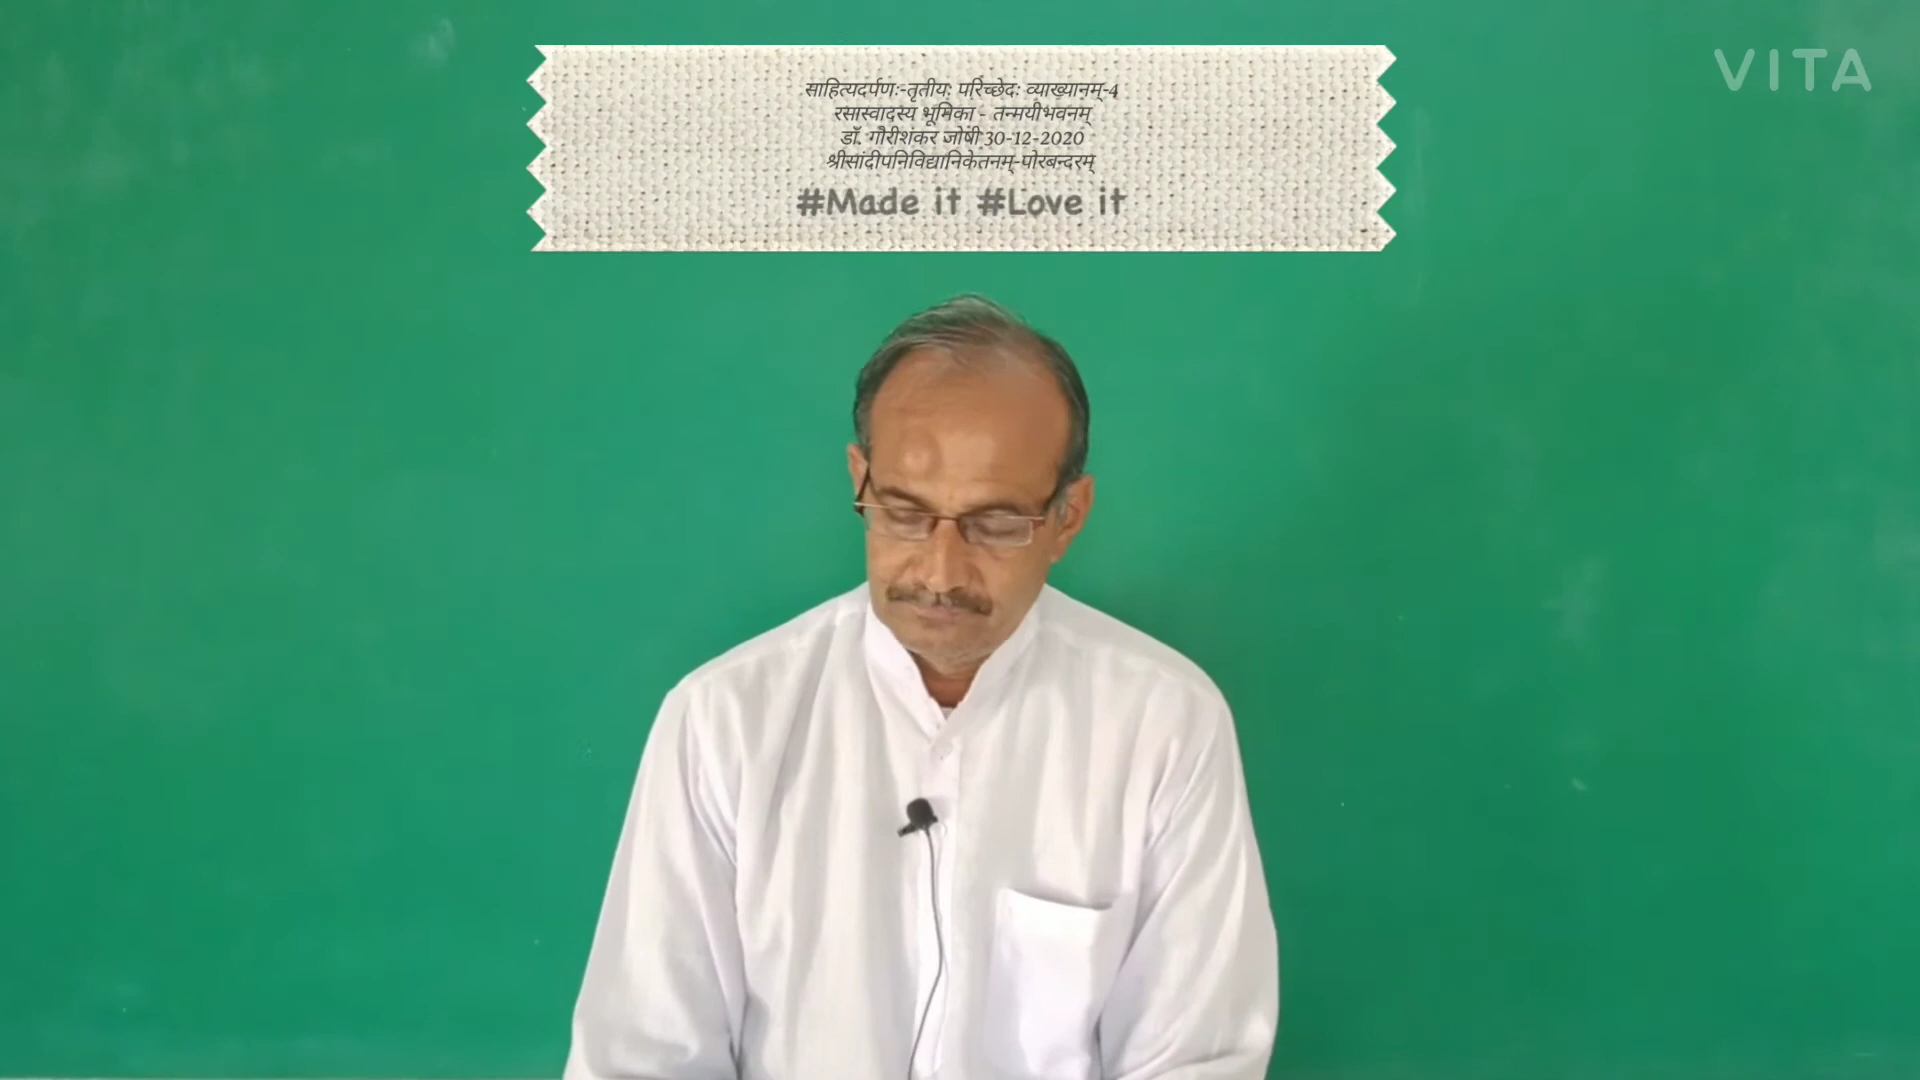 साहित्यदर्पणः-तृतीयः परिच्छेदः व्याख्यानम्-4
रसास्वादस्य भूमिका - तन्मयीभवनम्
डॉ. गौरीशंकर जोषी 30-12-2020
श्रीसांदीपनिविद्यानिकेतनम्-पोरबन्दरम्
#Made it #Love it
VITA